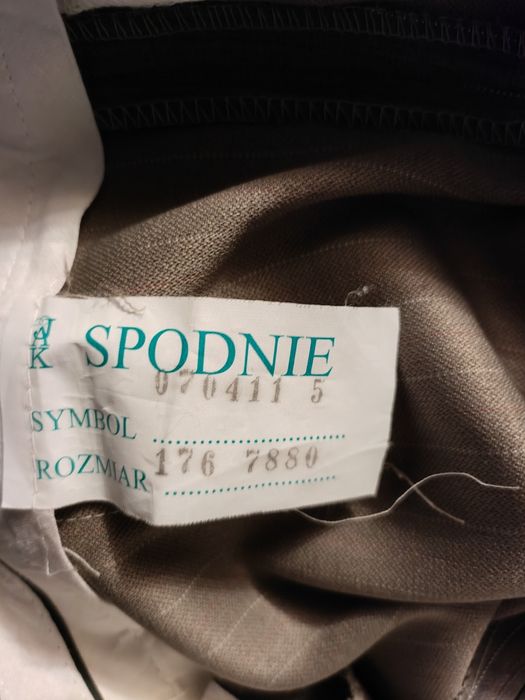 K SPODNIE
070411 5
SYMBOL
ROZMIAR 176 7880